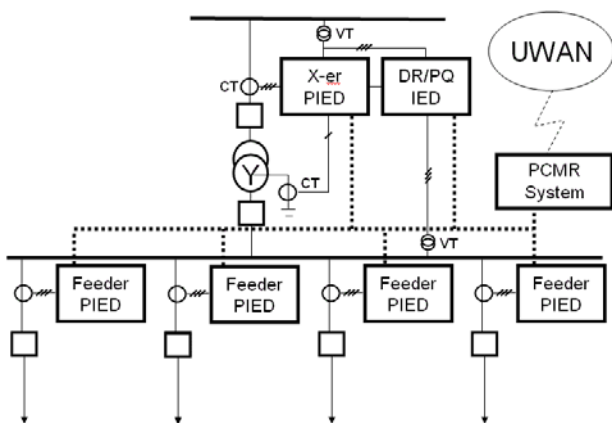 VT
UWAN
CT
X-er
PIED
DR/PQ
IED
PCMR
System
Y
CT
VT
Feeder
PIED
Feeder
PIED
Feeder
PIED
Feeder
PIED